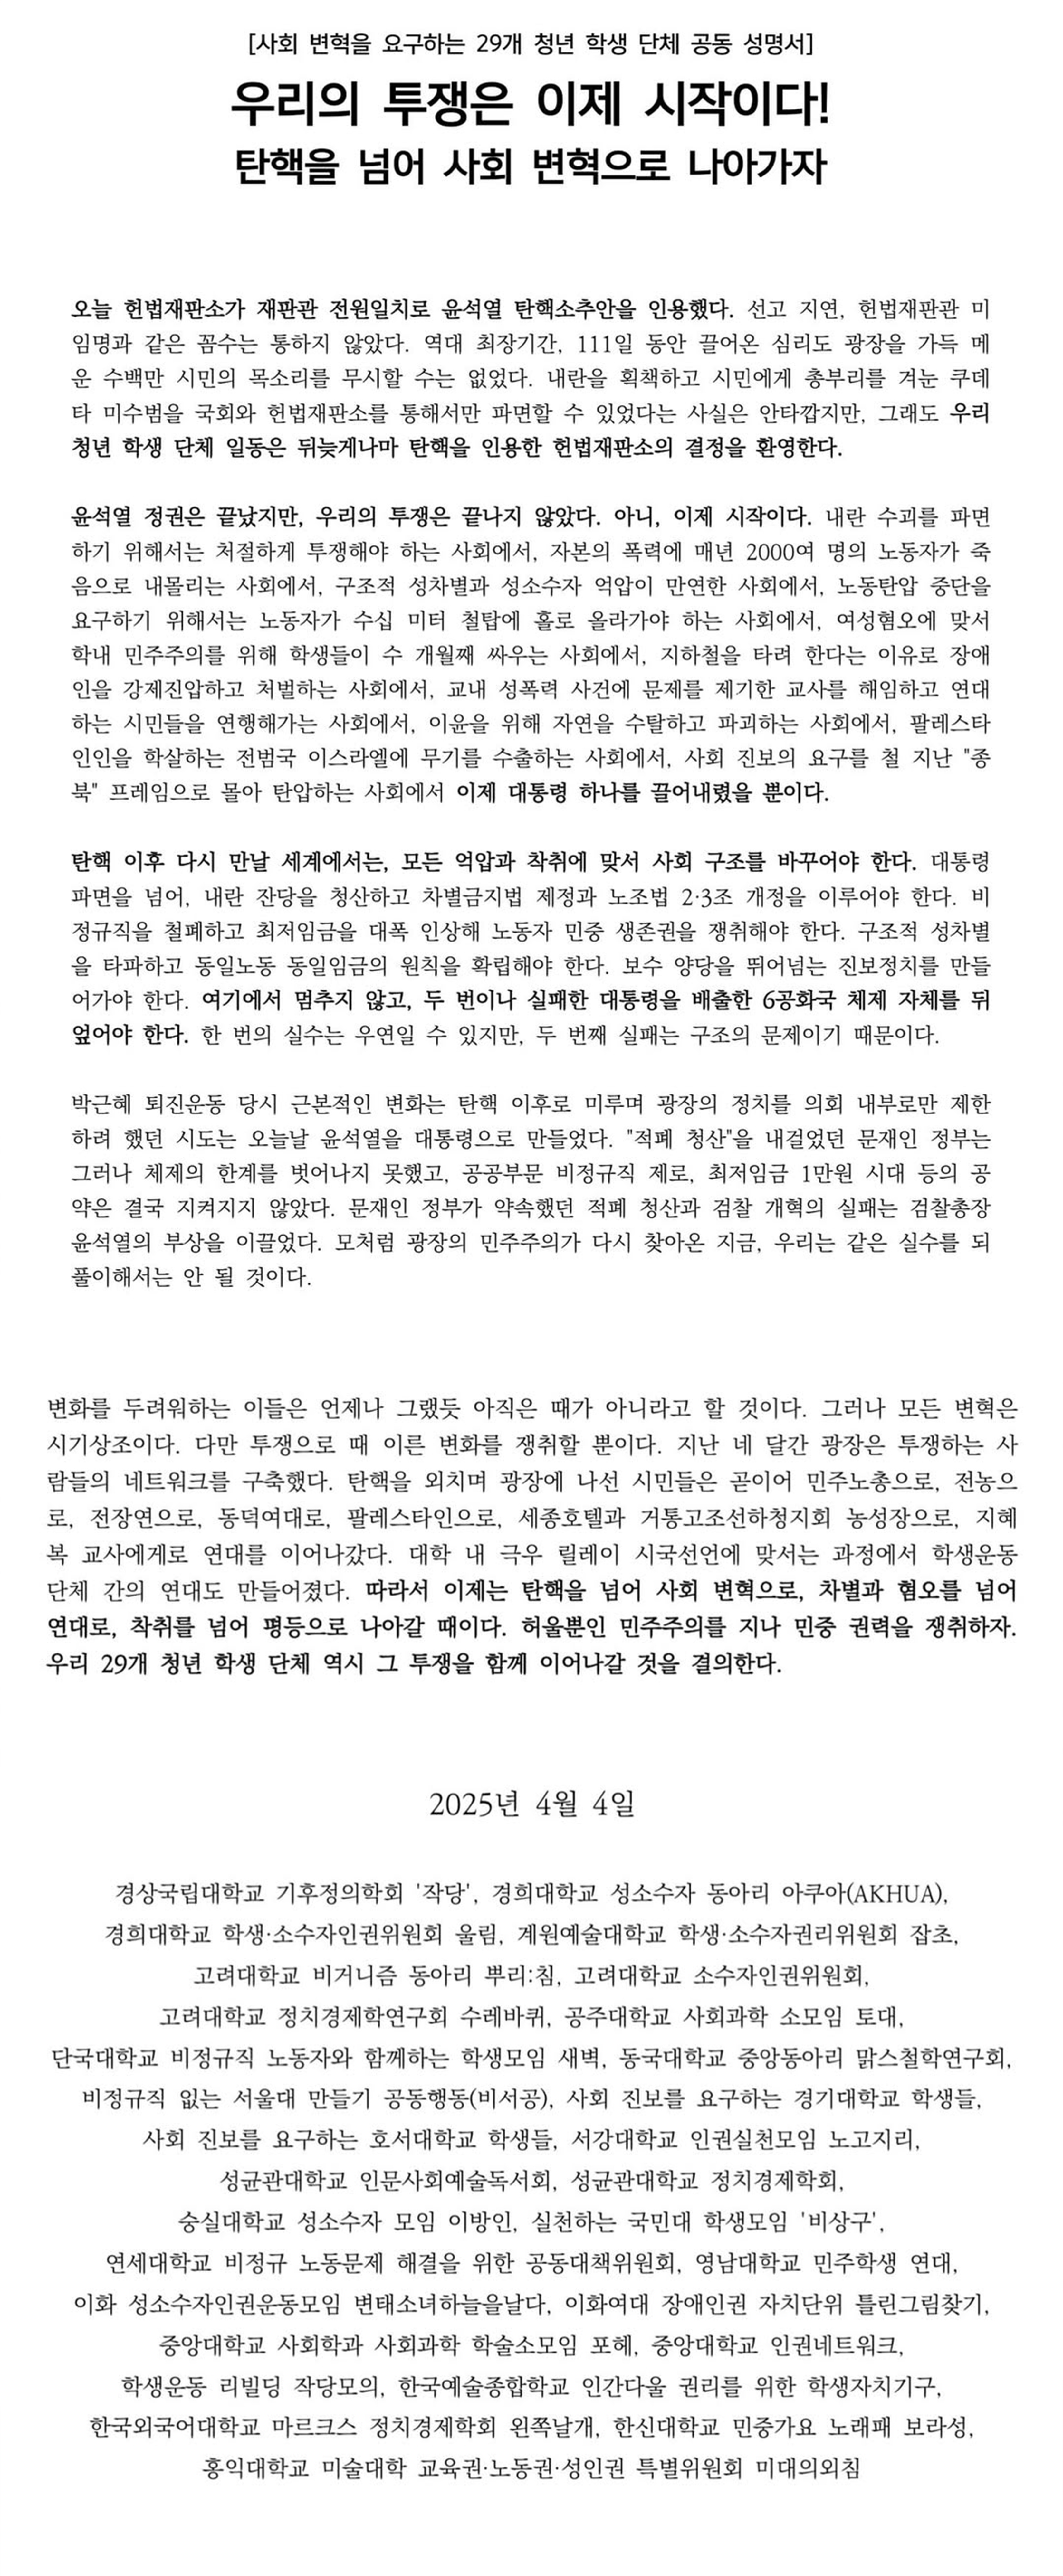 [사회 변혁을 요구하는 29개 청년 학생 단체 공동 성명서]
우리의 투쟁은 이제 시작이다!
탄핵을 넘어 사회 변혁으로 나아가자
오늘 헌법재판소가 재판관 전원일치로 윤석열 탄핵소추안을 인용했다. 선고 지연, 헌법재판관 미
임명과 같은 꼼수는 통하지 않았다. 역대 최장기간, 111일 동안 끌어온 심리도 광장을 가득 메
운 수백만 시민의 목소리를 무시할 수는 없었다. 내란을 획책하고 시민에게 총부리를 겨눈 쿠데
타 미수범을 국회와 헌법재판소를 통해서만 파면할 수 있었다는 사실은 안타깝지만, 그래도 우리
청년 학생 단체 일동은 뒤늦게나마 탄핵을 인용한 헌법재판소의 결정을 환영한다.
윤석열 정권은 끝났지만, 우리의 투쟁은 끝나지 않았다. 아니, 이제 시작이다. 내란 수괴를 파면
하기 위해서는 처절하게 투쟁해야 하는 사회에서, 자본의 폭력에 매년 2000여 명의 노동자가 죽
음으로 내몰리는 사회에서, 구조적 성차별과 성소수자 억압이 만연한 사회에서, 노동탄압 중단을
요구하기 위해서는 노동자가 수십 미터 철탑에 홀로 올라가야 하는 사회에서, 여성혐오에 맞서
학내 민주주의를 위해 학생들이 수 개월째 싸우는 사회에서, 지하철을 타려 한다는 이유로 장애
인을 강제진압하고 처벌하는 사회에서, 교내 성폭력 사건에 문제를 제기한 교사를 해임하고 연대
하는 시민들을 연행해가는 사회에서, 이윤을 위해 자연을 수탈하고 파괴하는 사회에서, 팔레스타
인인을 학살하는 전범국 이스라엘에 무기를 수출하는 사회에서, 사회 진보의 요구를 철 지난 "종
북" 프레임으로 몰아 탄압하는 사회에서 이제 대통령 하나를 끌어내렸을 뿐이다.
탄핵 이후 다시 만날 세계에서는, 모든 억압과 착취에 맞서 사회 구조를 바꾸어야 한다. 대통령
파면을 넘어, 내란 잔당을 청산하고 차별금지법 제정과 노조법 2·3조 개정을 이루어야 한다. 비
정규직을 철폐하고 최저임금을 대폭 인상해 노동자 민중 생존권을 쟁취해야 한다. 구조적 성차별
을 타파하고 동일노동 동일임금의 원칙을 확립해야 한다. 보수 양당을 뛰어넘는 진보정치를 만들
어가야 한다. 여기에서 멈추지 않고, 두 번이나 실패한 대통령을 배출한 6공화국 체제 자체를 뒤
엎어야 한다. 한 번의 실수는 우연일 수 있지만, 두 번째 실패는 구조의 문제이기 때문이다.
박근혜 퇴진운동 당시 근본적인 변화는 탄핵 이후로 미루며 광장의 정치를 의회 내부로만 제한
하려 했던 시도는 오늘날 윤석열을 대통령으로 만들었다. "적폐 청산"을 내걸었던 문재인 정부는
그러나 체제의 한계를 벗어나지 못했고, 공공부문 비정규직 제로, 최저임금 1만원 시대 등의 공
약은 결국 지켜지지 않았다. 문재인 정부가 약속했던 적폐 청산과 검찰 개혁의 실패는 검찰총장
윤석열의 부상을 이끌었다. 모처럼 광장의 민주주의가 다시 찾아온 지금, 우리는 같은 실수를 되
풀이해서는 안 될 것이다.
변화를 두려워하는 이들은 언제나 그랬듯 아직은 때가 아니라고 할 것이다. 그러나 모든 변혁은
시기상조이다. 다만 투쟁으로 때 이른 변화를 쟁취할 뿐이다. 지난 네 달간 광장은 투쟁하는 사
람들의 네트워크를 구축했다. 탄핵을 외치며 광장에 나선 시민들은 곧이어 민주노총으로, 전농으
로, 전장연으로, 동덕여대로, 팔레스타인으로, 세종호텔과 거통고조선하청지회 농성장으로, 지혜
복 교사에게로 연대를 이어나갔다. 대학 내 극우 릴레이 시국선언에 맞서는 과정에서 학생운동
단체 간의 연대도 만들어졌다. 따라서 이제는 탄핵을 넘어 사회 변혁으로, 차별과 혐오를 넘어
연대로, 착취를 넘어 평등으로 나아갈 때이다. 허울뿐인 민주주의를 지나 민중 권력을 쟁취하자.
우리 29개 청년 학생 단체 역시 그 투쟁을 함께 이어나갈 것을 결의한다.
2025년 4월 4일
경상국립대학교 기후정의학회 '작당', 경희대학교 성소수자 동아리 아쿠아(AKHUA),
경희대학교 학생·소수자인권위원회 울림, 계원예술대학교 학생·소수자권리위원회 잡초,
고려대학교 비거니즘 동아리 뿌리:침, 고려대학교 소수자인권위원회,
고려대학교 정치경제학연구회 수레바퀴, 공주대학교 사회과학 소모임 토대,
단국대학교 비정규직 노동자와 함께하는 학생모임 새벽, 동국대학교 중앙동아리 맑스철학연구회,
비정규직 없는 서울대 만들기 공동행동(비서공), 사회 진보를 요구하는 경기대학교 학생들,
사회 진보를 요구하는 호서대학교 학생들, 서강대학교 인권실천모임 노고지리,
성균관대학교 인문사회예술독서회, 성균관대학교 정치경제학회,
숭실대학교 성소수자 모임 이방인, 실천하는 국민대 학생모임 '비상구',
연세대학교 비정규 노동문제 해결을 위한 공동대책위원회, 영남대학교 민주학생 연대,
이화 성소수자인권운동모임 변태소녀하늘을날다, 이화여대 장애인권 자치단위 틀린그림찾기,
중앙대학교 사회학과 사회과학 학술소모임 포헤, 중앙대학교 인권네트워크,
학생운동 리빌딩 작당모의, 한국예술종합학교 인간다울 권리를 위한 학생자치기구,
한국외국어대학교 마르크스 정치경제학회 왼쪽날개, 한신대학교 민중가요 노래패 보라성,
홍익대학교 미술대학 교육권·노동권·성인권 특별위원회 미대의외침